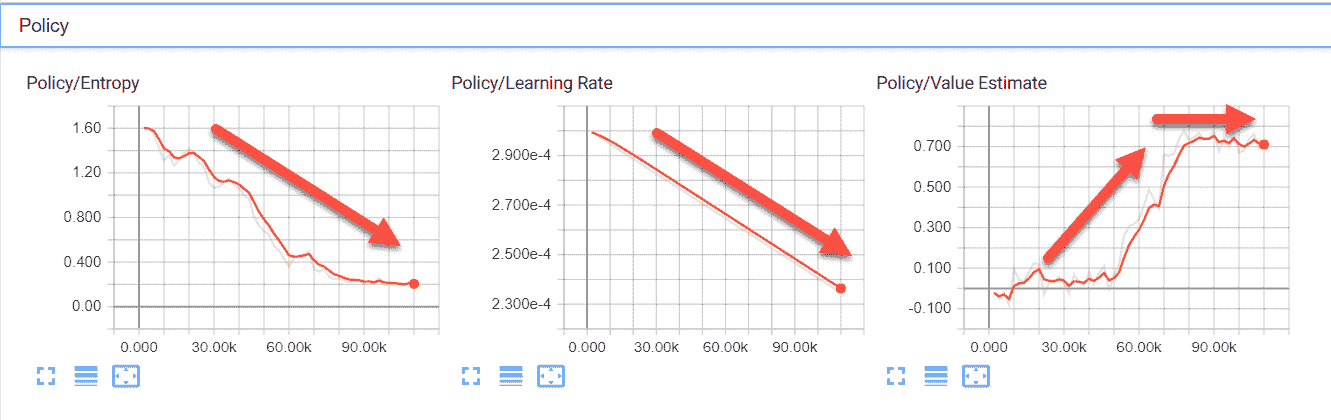 Policy
Policy/Entropy
1.60
1.20
0.800
0.400
0.00
0.000 30.00k 60.00k 90.00k
Policy/Learning Rate
2.900e-4
2.700e-4
2.500e-4
2.300e-4
0.000 30.00k 60.00k 90.00k
Policy/Value Estimate
0.700
0.500
0.300
0.100
-0.100
0.000 30.00k 60.00k 90.00k